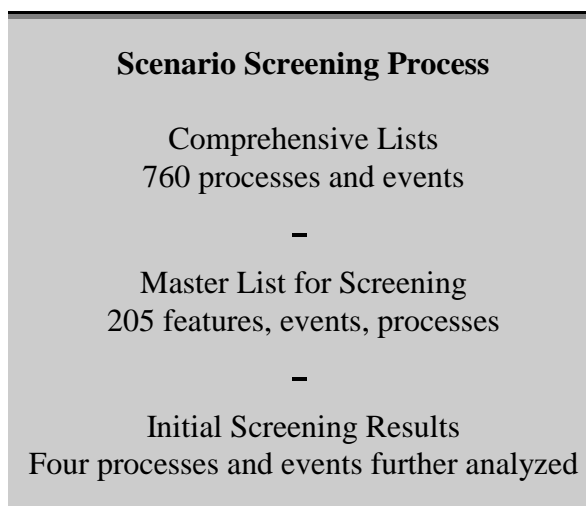 Scenario Screening Process
Comprehensive Lists
760 processes and events
-
Master List for Screening
205 features, events, processes
-
Initial Screening Results
Four processes and events further analyzed